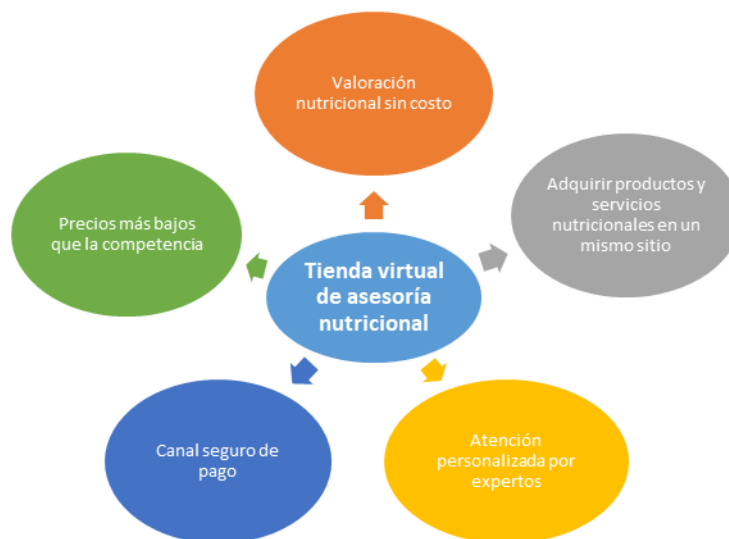 Valoración
nutricional sin costo
Adquirir productos y
servicios
nutricionales en un
mismo sitio
Precios más bajos
que la competencia
Tienda virtual
de asesoría
nutricional
Canal seguro de
pago
Atención
personalizada por
expertos